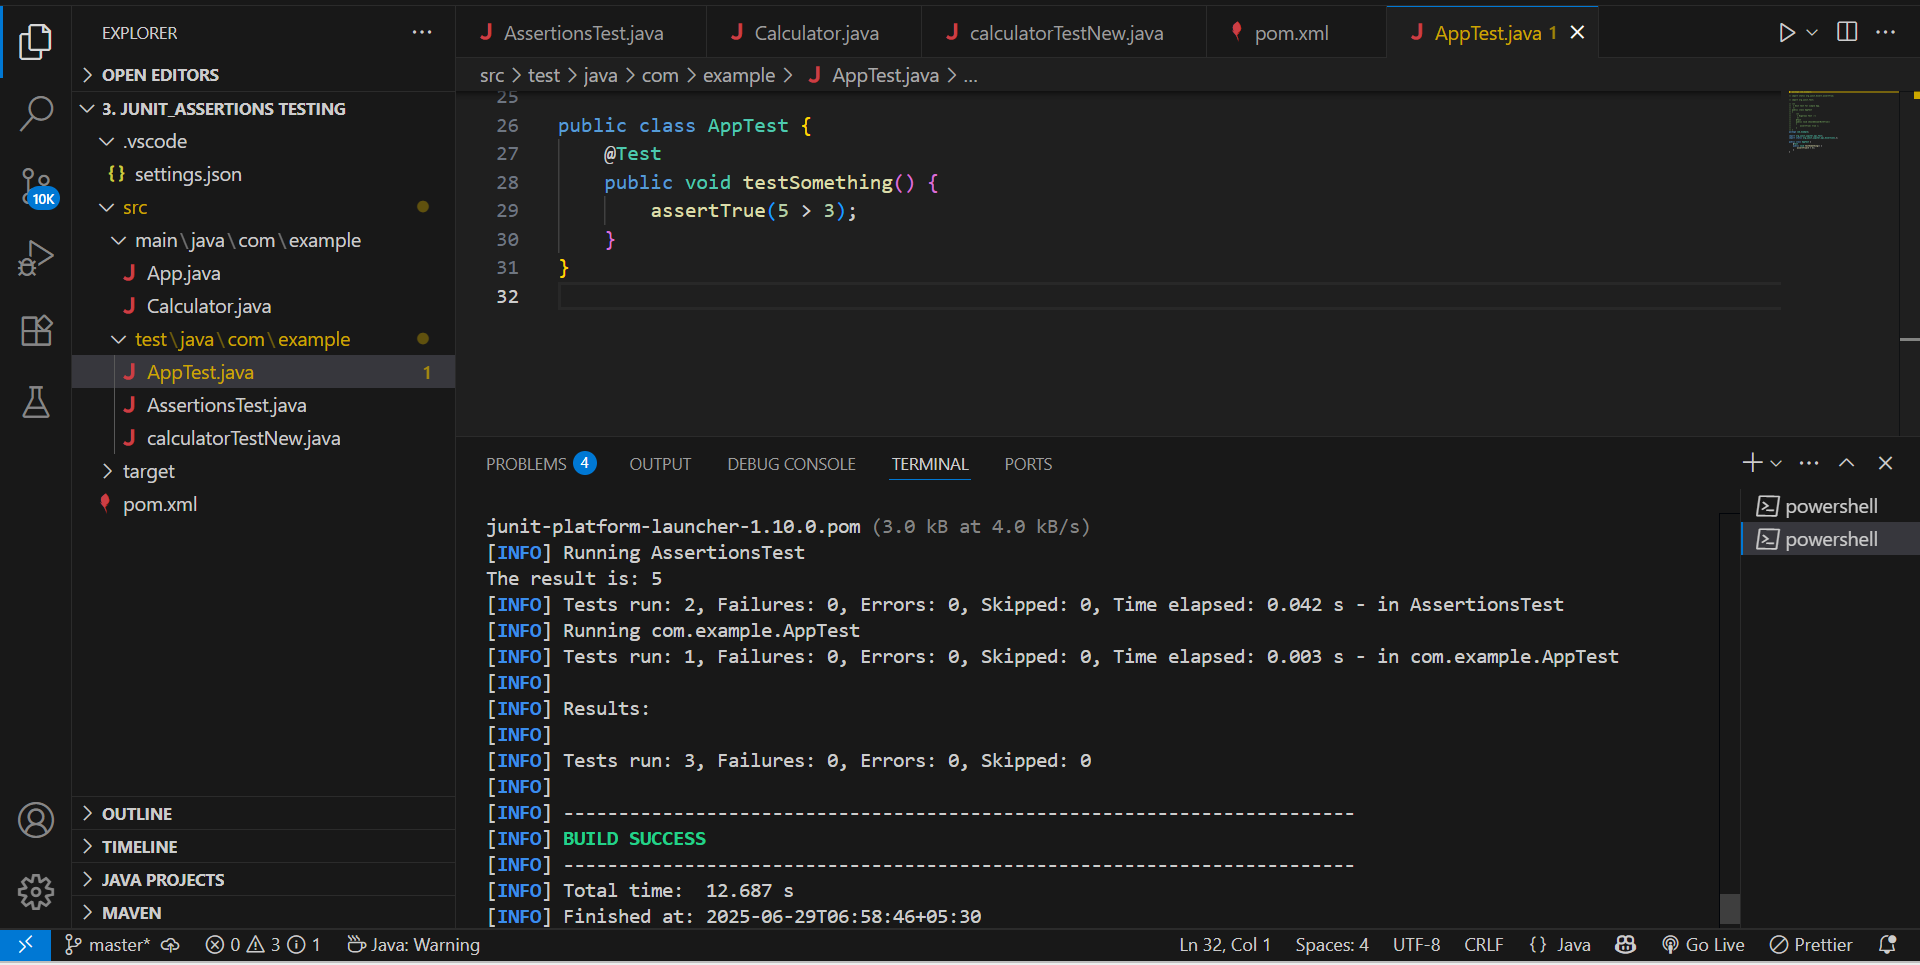 EXPLORER
OPEN EDITORS
3. JUNIT_ASSERTIONS TESTING
.vscode
{} settings.json
10K
src
main\java\com\example
J App.java
J Calculator.java
test\java\com\example
J AppTest.java 1
J AssertionsTest.java
J calculatorTestNew.java
target
pom.xml
OUTLINE
TIMELINE
JAVA PROJECTS
MAVEN
J AssertionsTest.java
J Calculator.java
J calculatorTestNew.java
pom.xml
J AppTest.java 1
src > test > java > com > example > J AppTest.java > ...
25
26 public class AppTest {
27 @Test
28 public void testSomething() {
29 assertTrue(5 > 3);
30 }
31 }
32
PROBLEMS 4 OUTPUT DEBUG CONSOLE TERMINAL PORTS
powershell
powershell
junit-platform-launcher-1.10.0.pom (3.0 kB at 4.0 kB/s)
[INFO] Running AssertionsTest
The result is: 5
[INFO] Tests run: 2, Failures: 0, Errors: 0, Skipped: 0, Time elapsed: 0.042 s - in AssertionsTest
[INFO] Running com.example.AppTest
[INFO] Tests run: 1, Failures: 0, Errors: 0, Skipped: 0, Time elapsed: 0.003 s - in com.example.AppTest
[INFO]
[INFO] Results:
[INFO]
[INFO] Tests run: 3, Failures: 0, Errors: 0, Skipped: 0
[INFO]
[INFO] ------------------------------------------------------------------------
[INFO] BUILD SUCCESS
[INFO] ------------------------------------------------------------------------
[INFO] Total time:  12.687 s
[INFO] Finished at: 2025-06-29T06:58:46+05:30
master* 0 3 1 Java: Warning Ln 32, Col 1 Spaces: 4 UTF-8 CRLF {} Java Go Live Prettier